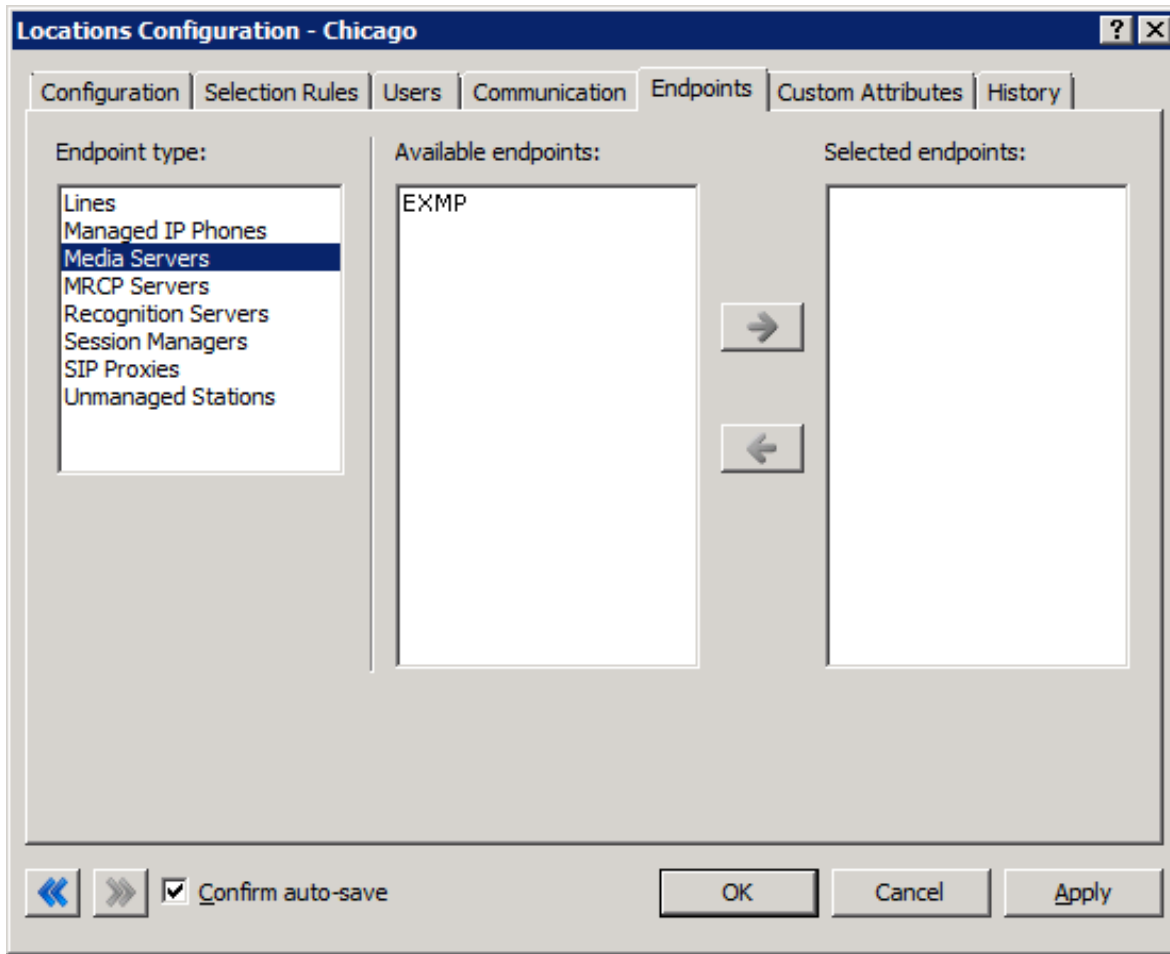 Locations Configuration - Chicago
Configuration Selection Rules Users Communication Endpoints Custom Attributes History
Endpoint type:
Available endpoints:
Selected endpoints:
Lines
Managed IP Phones
Media Servers
MRCP Servers
Recognition Servers
Session Managers
SIP Proxies
Unmanaged Stations
EXMP
Confirm auto-save
OK
Cancel
Apply